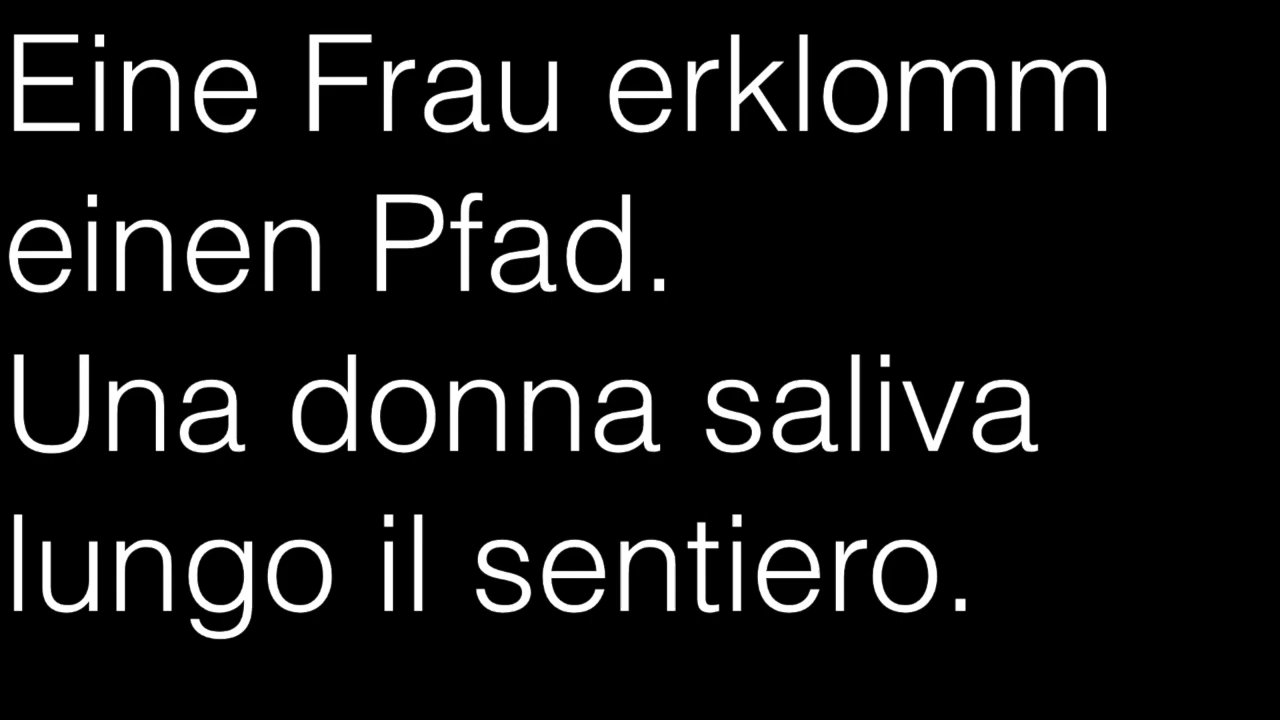 Eine Frau erklomm
einen Pfad.
Una donna saliva
lungo il sentiero.